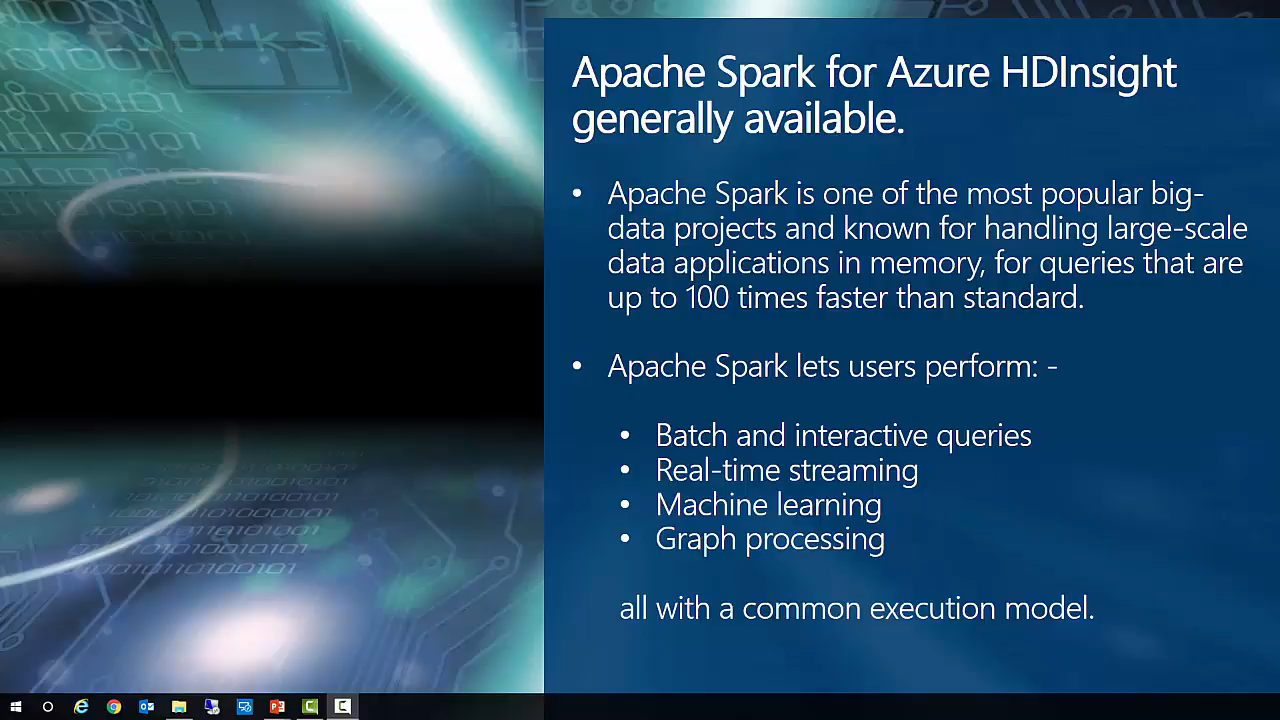 networks
Apache Spark for Azure HDInsight
generally available.
• Apache Spark is one of the most popular big-
data projects and known for handling large-scale
data applications in memory, for queries that are
up to 100 times faster than standard.
• Apache Spark lets users perform: -
• Batch and interactive queries
• Real-time streaming
• Machine learning
• Graph processing
all with a common execution model.